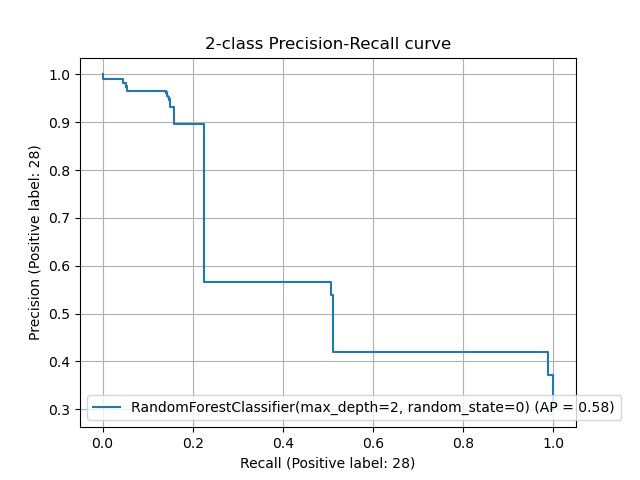 2-class Precision-Recall curve
1.0
0.9
0.8
0.7
0.6
0.5
0.4
0.3
Precision (Positive label: 28)
RandomForestClassifier(max_depth=2, random_state=0) (AP = 0.58)
0.0 0.2 0.4 0.6 0.8 1.0
Recall (Positive label: 28)